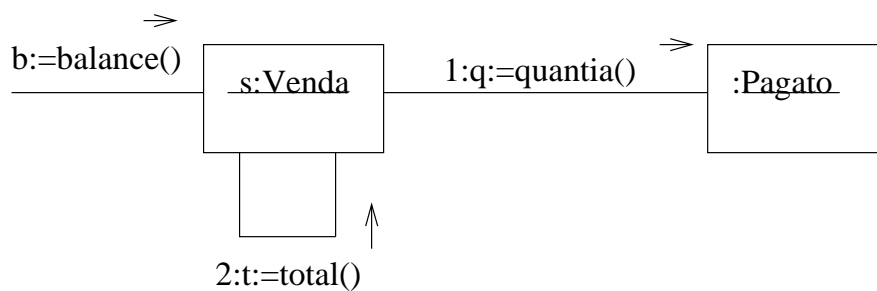 b:=balance()
s:Venda
1:q:=quantia()
:Pagato
2:t:=total()